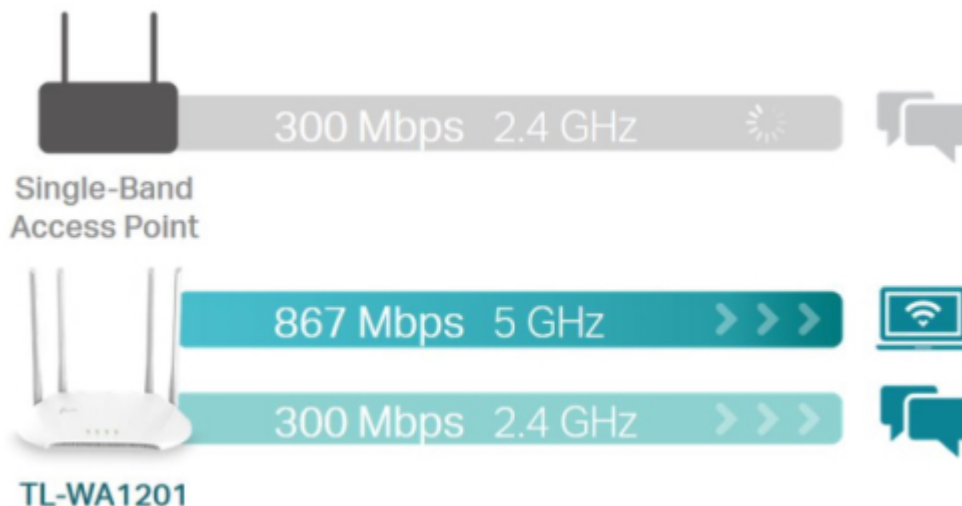 300 Mbps 2.4 GHz
Single-Band
Access Point
867 Mbps 5 GHz
300 Mbps 2.4 GHz
TL-WA1201